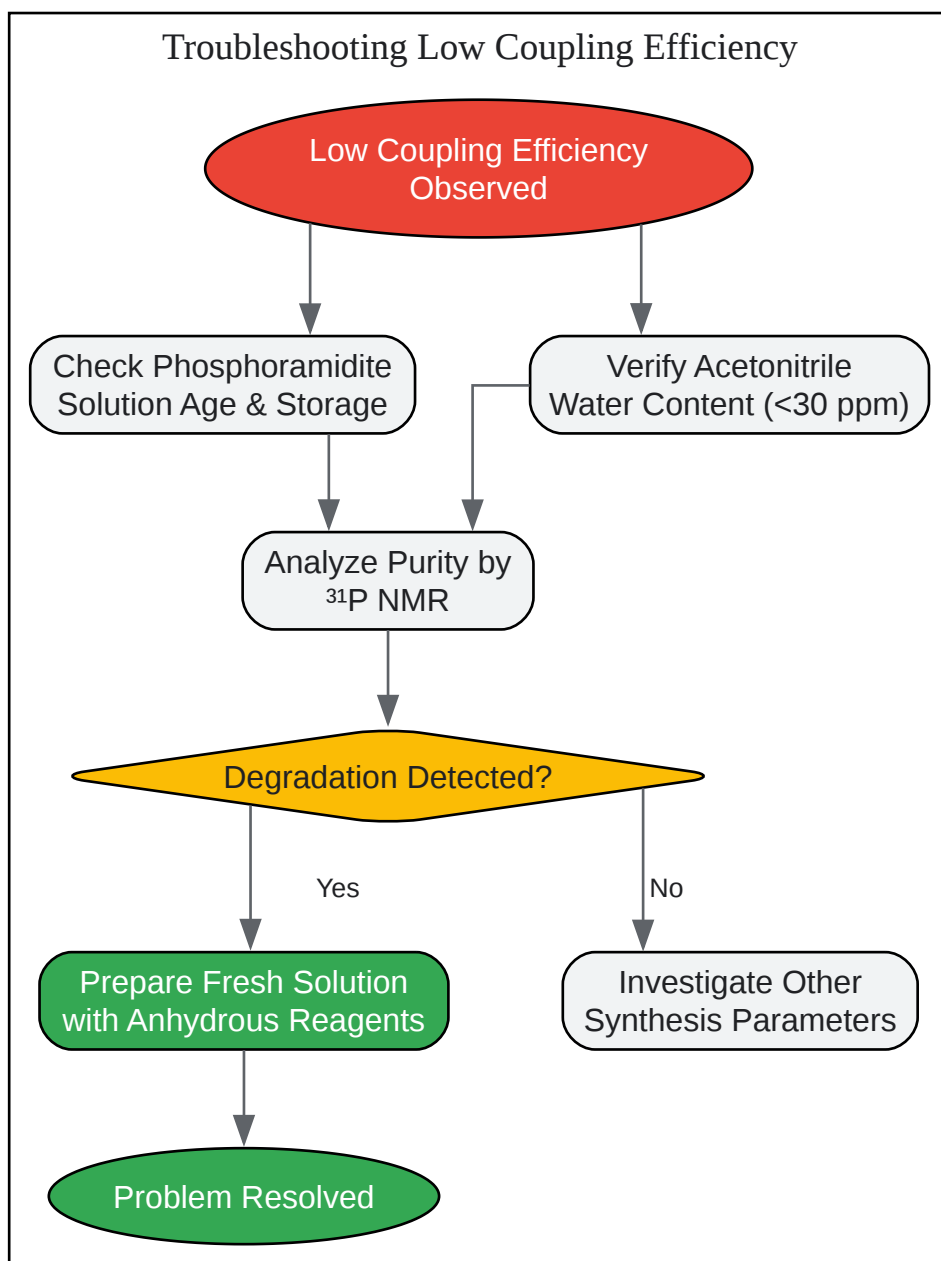 Troubleshooting Low Coupling Efficiency
Low Coupling Efficiency
Observed
Check Phosphoramidite
Solution Age & Storage
Verify Acetonitrile
Water Content (<30 ppm)
Analyze Purity by
³¹P NMR
Degradation Detected?
Yes
No
Prepare Fresh Solution
with Anhydrous Reagents
Investigate Other
Synthesis Parameters
Problem Resolved